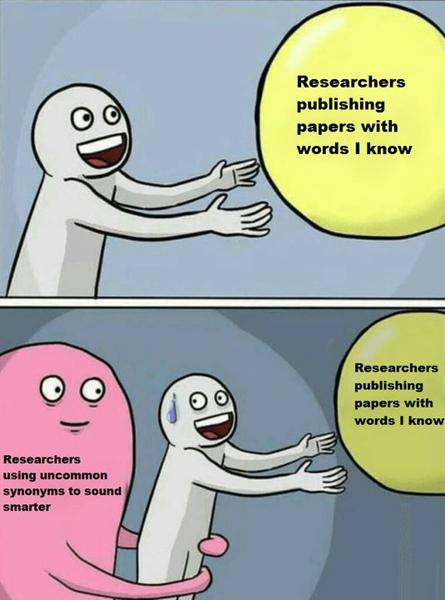 Researchers
publishing
papers with
words I know
Researchers
publishing
papers with
words I know
Researchers
using uncommon
synonyms to sound
smarter